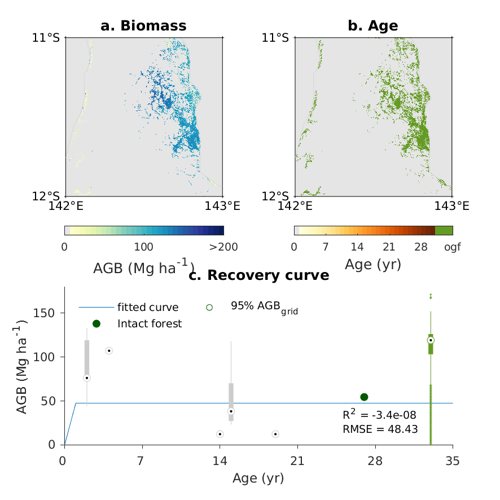 a. Biomass
b. Age
11°S
11°S
12°S
12°S
142°E
143°E
142°E
143°E
0
100
>200
0
7
14
21
28
ogf
AGB (Mg ha-1)
Age (yr)
c. Recovery curve
fitted curve
95% AGBgrid
Intact forest
AGB (Mg ha-1)
150
100
50
0
R2 = -3.4e-08
RMSE = 48.43
0
7
14
21
28
35
Age (yr)